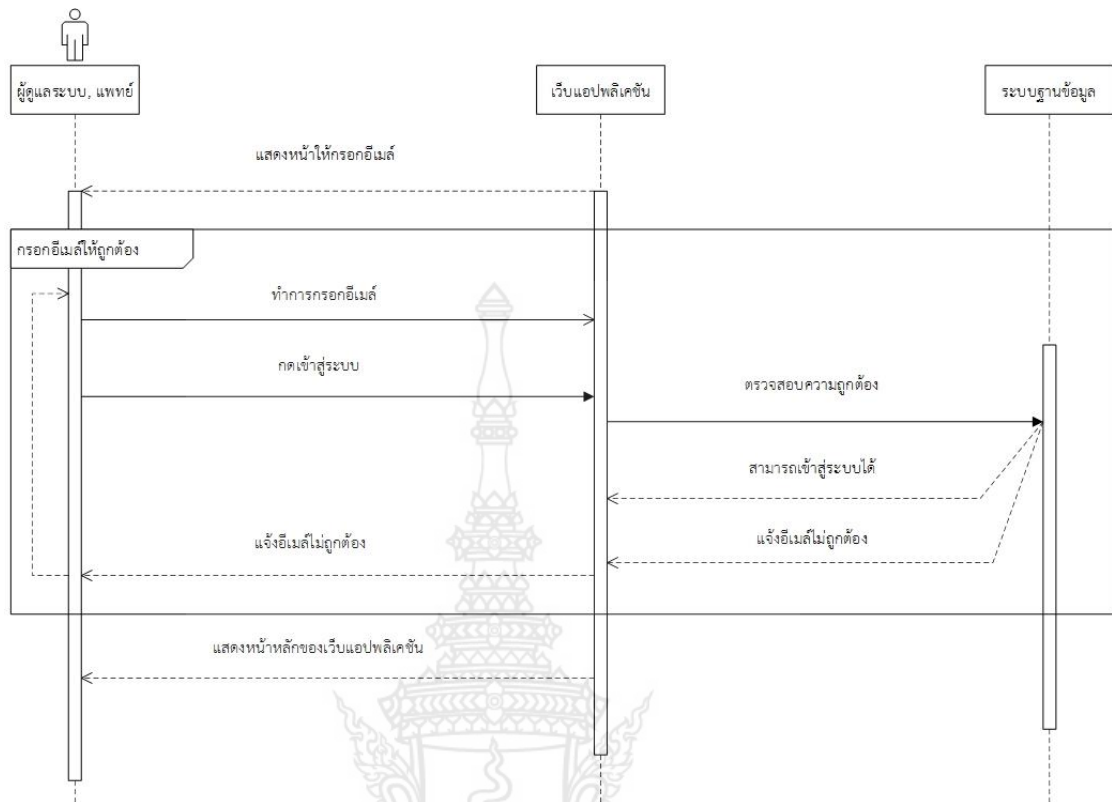 ผู้ดูแลระบบ, แพทย์
เว็บแอปพลิเคชัน
ระบบฐานข้อมูล
แสดงหน้าให้กรอกอีเมล์
กรอกอีเมล์ให้ถูกต้อง
ทำการกรอกอีเมล์
กดเข้าสู่ระบบ
ตรวจสอบความถูกต้อง
สามารถเข้าสู่ระบบได้
แจ้งอีเมล์ไม่ถูกต้อง
แจ้งอีเมล์ไม่ถูกต้อง
แสดงหน้าหลักของเว็บแอปพลิเคชัน